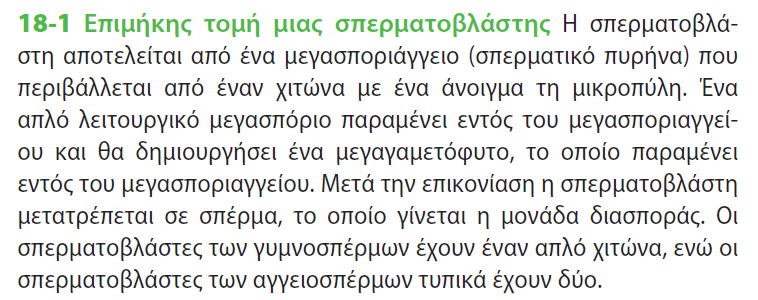 18-1 Επιμήκης τομή μιας σπερματοβλάστης Η σπερματοβλά-
στη αποτελείται από ένα μεγασποριάγγειο (σπερματικό πυρήνα) που
περιβάλλεται από έναν χιτώνα με ένα άνοιγμα τη μικροπύλη. Ένα
απλό λειτουργικό μεγασπόριο παραμένει εντός του μεγασποριαγγεί-
ου και θα δημιουργήσει ένα μεγαγαμετόφυτο, το οποίο παραμένει
εντός του μεγασποριαγγείου. Μετά την επικονίαση η σπερματοβλάστη
μετατρέπεται σε σπέρμα, το οποίο γίνεται η μονάδα διασποράς. Οι
σπερματοβλάστες των γυμνοσπέρμων έχουν έναν απλό χιτώνα, ενώ οι
σπερματοβλάστες των αγγειοσπέρμων τυπικά έχουν δύο.